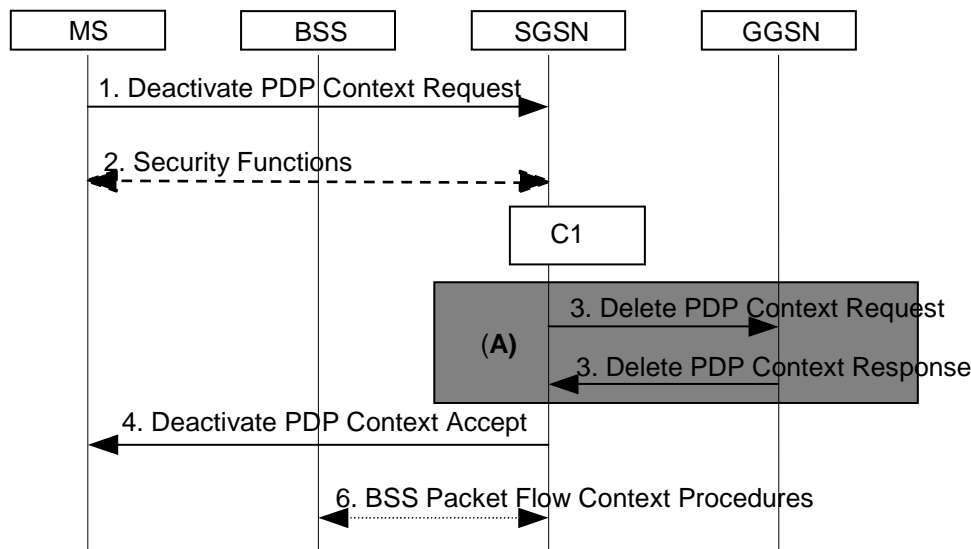 MS
BSS
SGSN
GGSN
1. Deactivate PDP Context Request
2. Security Functions
C1
3. Delete PDP Context Request
(A)
3. Delete PDP Context Response
4. Deactivate PDP Context Accept
6. BSS Packet Flow Context Procedures